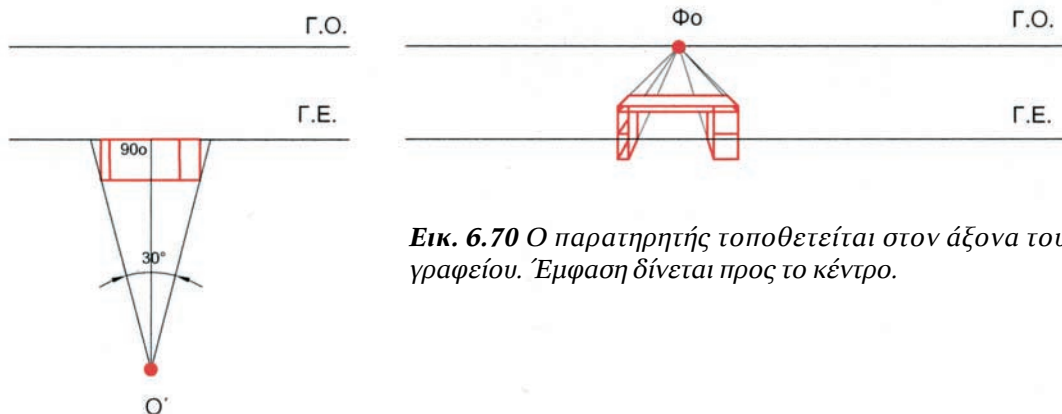 Γ.Ο.
Γ.Ε.
90ο
30°
Ο΄
Φο
Γ.Ο.
Γ.Ε.
Εικ. 6.70 Ο παρατηρητής τοποθετείται στον άξονα του
γραφείου. Έμφαση δίνεται προς το κέντρο.